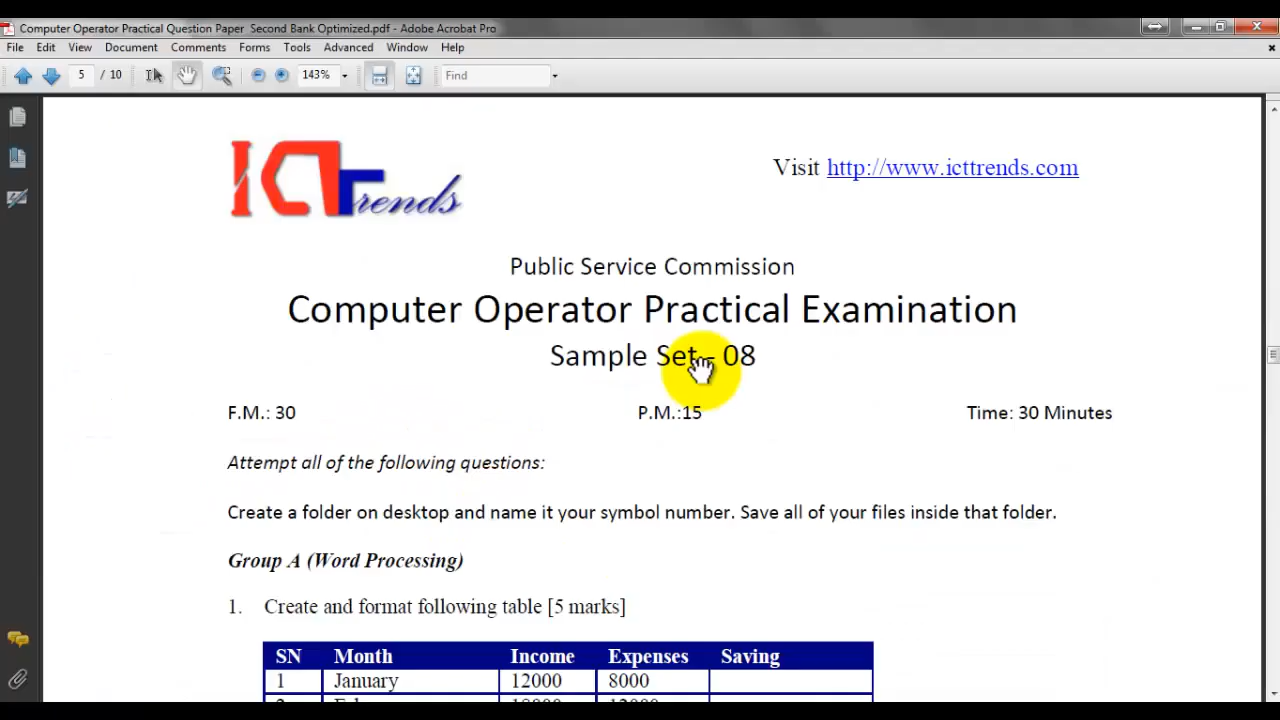 Computer Operator Practical Question Paper Second Bank Optimized.pdf - Adobe Acrobat Pro
File Edit View Document Comments Forms Tools Advanced Window Help
5 / 10 143% Find
ICTrends
Visit http://www.icttrends.com
Public Service Commission
Computer Operator Practical Examination
Sample Set - 08
F.M.: 30 P.M.:15 Time: 30 Minutes
Attempt all of the following questions:
Create a folder on desktop and name it your symbol number. Save all of your files inside that folder.
Group A (Word Processing)
1. Create and format following table [5 marks]
SN Month Income Expenses Saving
1 January 12000 8000